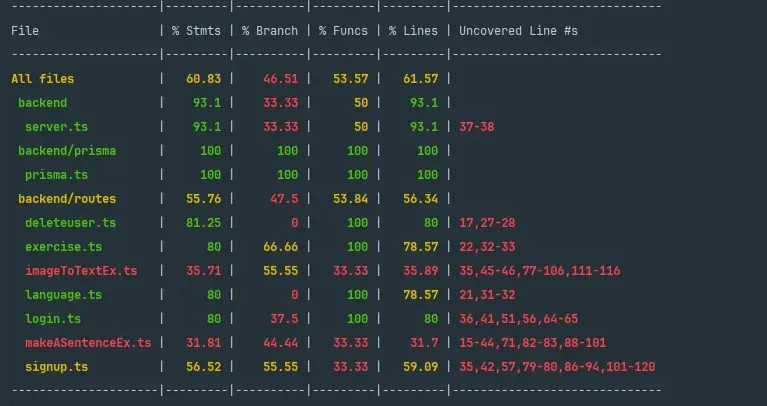 --------------------|---------|----------|---------|---------|-----------------------------
File                | % Stmts | % Branch | % Funcs | % Lines | Uncovered Line #s
--------------------|---------|----------|---------|---------|-----------------------------
All files           |   60.83 |    46.51 |   53.57 |   61.57 |
 backend            |    93.1 |    33.33 |      50 |    93.1 |
  server.ts         |    93.1 |    33.33 |      50 |    93.1 | 37-38
 backend/prisma     |     100 |      100 |     100 |     100 |
  prisma.ts         |     100 |      100 |     100 |     100 |
 backend/routes     |   55.76 |     47.5 |   53.84 |   56.34 |
  deleteuser.ts     |   81.25 |        0 |     100 |      80 | 17,27-28
  exercise.ts       |      80 |    66.66 |     100 |   78.57 | 22,32-33
  imageToTextEx.ts  |   35.71 |    55.55 |   33.33 |   35.89 | 35,45-46,77-106,111-116
  language.ts       |      80 |        0 |     100 |   78.57 | 21,31-32
  login.ts          |      80 |     37.5 |     100 |      80 | 36,41,51,56,64-65
  makeASentenceEx.ts |   31.81 |    44.44 |   33.33 |    31.7 | 15-44,71,82-83,88-101
  signup.ts         |   56.52 |    55.55 |   33.33 |   59.09 | 35,42,57,79-80,86-94,101-120
--------------------|---------|----------|---------|---------|-----------------------------